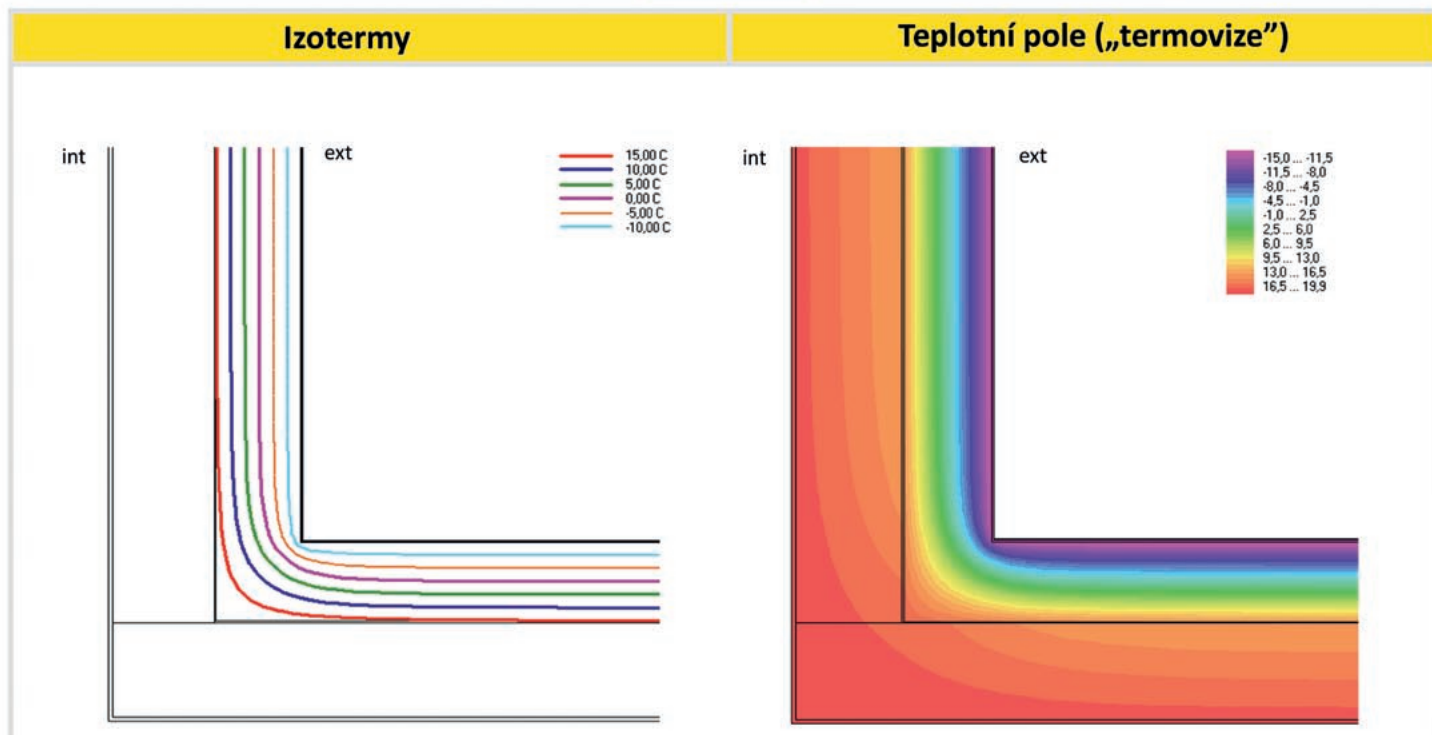 Izotermy
Teplotní pole („termovize”)
int
ext
15,00 C
10,00 C
5,00 C
0,00 C
-5,00 C
-10,00 C
int
ext
-15,0 ... -11,5
-11,5 ... -8,0
-8,0 ... -4,5
-4,5 ... -1,0
-1,0 ... 2,5
2,5 ... 6,0
6,0 ... 9,5
9,5 ... 13,0
13,0 ... 16,5
16,5 ... 19,9